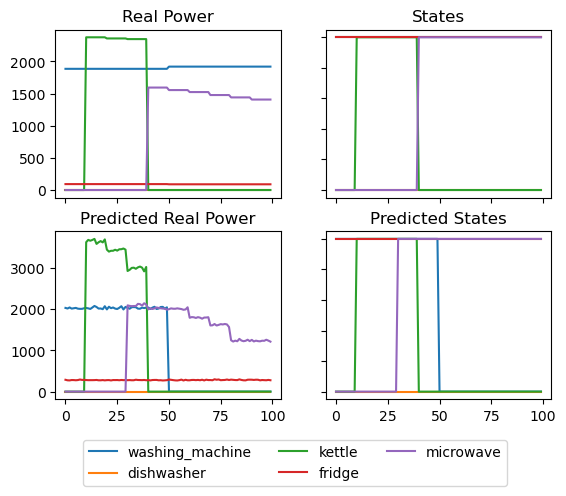 Real Power
States
2000
1500
1000
500
0
Predicted Real Power
Predicted States
3000
2000
1000
0
0 25 50 75 100
0 25 50 75 100
washing_machine kettle microwave
dishwasher fridge